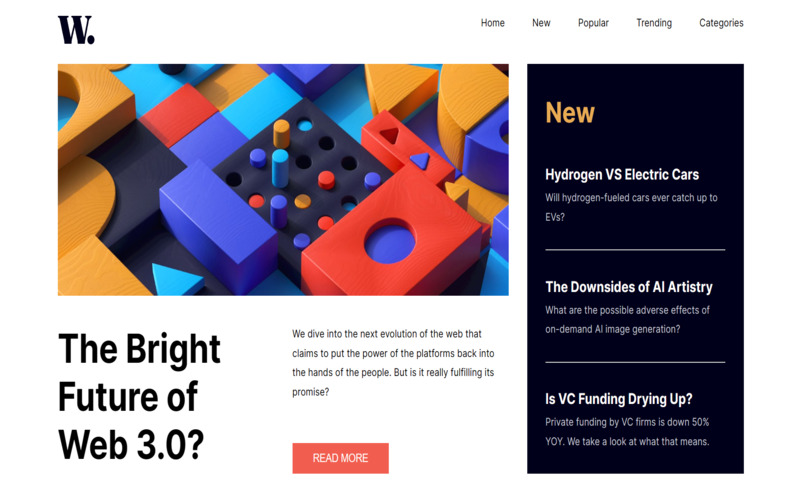 W.
Home New Popular Trending Categories
The Bright
Future of
Web 3.0?
We dive into the next evolution of the web that
claims to put the power of the platforms back into
the hands of the people. But is it really fulfilling its
promise?
READ MORE
New
Hydrogen VS Electric Cars
Will hydrogen-fueled cars ever catch up to
EVs?
The Downsides of AI Artistry
What are the possible adverse effects of
on-demand AI image generation?
Is VC Funding Drying Up?
Private funding by VC firms is down 50%
YOY. We take a look at what that means.